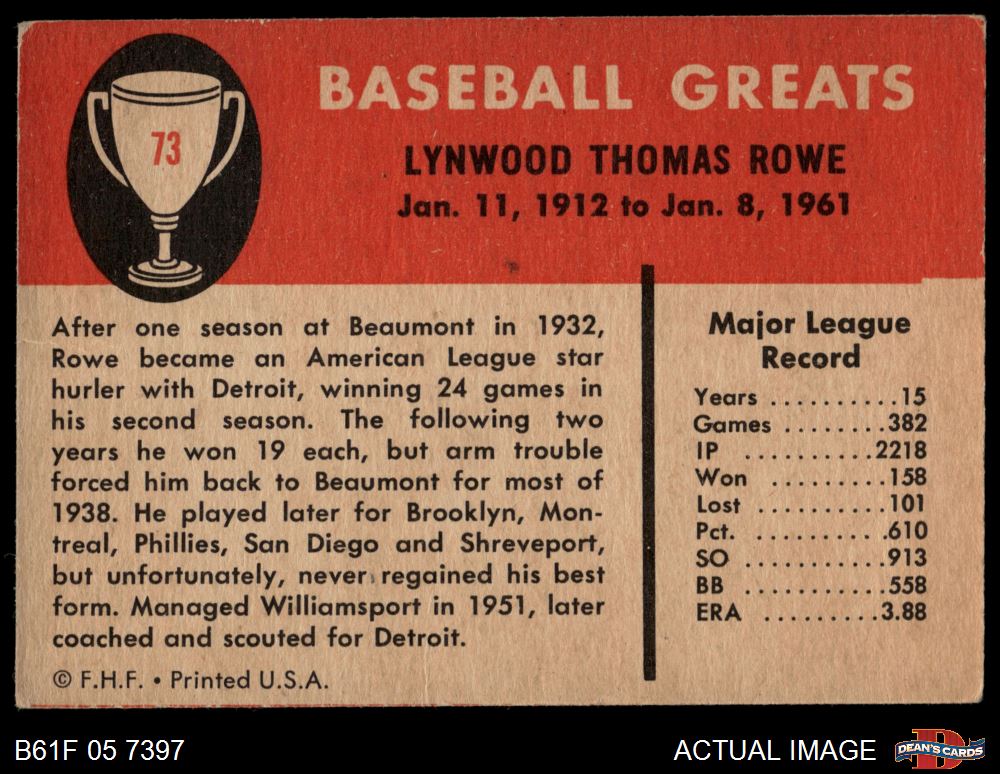 73
BASEBALL GREATS
LYNWOOD THOMAS ROWE
Jan. 11, 1912 to Jan. 8, 1961
After one season at Beaumont in 1932,
Rowe became an American League star
hurler with Detroit, winning 24 games in
his second season. The following two
years he won 19 each, but arm trouble
forced him back to Beaumont for most of
1938. He played later for Brooklyn, Mon-
treal, Phillies, San Diego and Shreveport,
but unfortunately, never regained his best
form. Managed Williamsport in 1951, later
coached and scouted for Detroit.
© F.H.F. • Printed U.S.A.
Major League
Record
Years ..........15
Games ........382
IP ..........2218
Won .........158
Lost ..........101
Pct. ..........610
SO ...........913
BB ...........558
ERA .........3.88
B61F 05 7397
ACTUAL IMAGE
D
DEAN'S CARDS